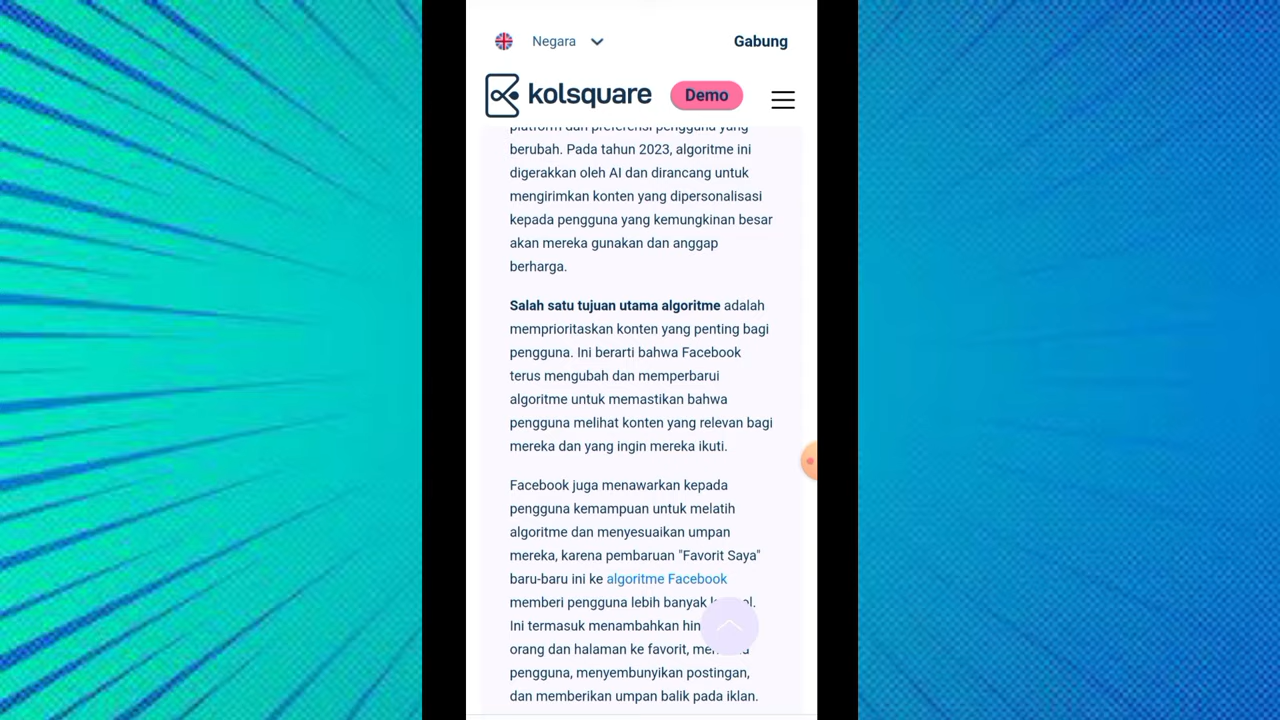 Negara
Gabung
kolsquare
Demo
platform dan preferensi pengguna yang
berubah. Pada tahun 2023, algoritme ini
digerakkan oleh AI dan dirancang untuk
mengirimkan konten yang dipersonalisasi
kepada pengguna yang kemungkinan besar
akan mereka gunakan dan anggap
berharga.
Salah satu tujuan utama algoritme adalah
memprioritaskan konten yang penting bagi
pengguna. Ini berarti bahwa Facebook
terus mengubah dan memperbarui
algoritme untuk memastikan bahwa
pengguna melihat konten yang relevan bagi
mereka dan yang ingin mereka ikuti.
Facebook juga menawarkan kepada
pengguna kemampuan untuk melatih
algoritme dan menyesuaikan umpan
mereka, karena pembaruan "Favorit Saya"
baru-baru ini ke algoritme Facebook
memberi pengguna lebih banyak
Ini termasuk menambahkan
orang dan halaman ke favorit,
pengguna, menyembunyikan postingan,
dan memberikan umpan balik pada iklan.